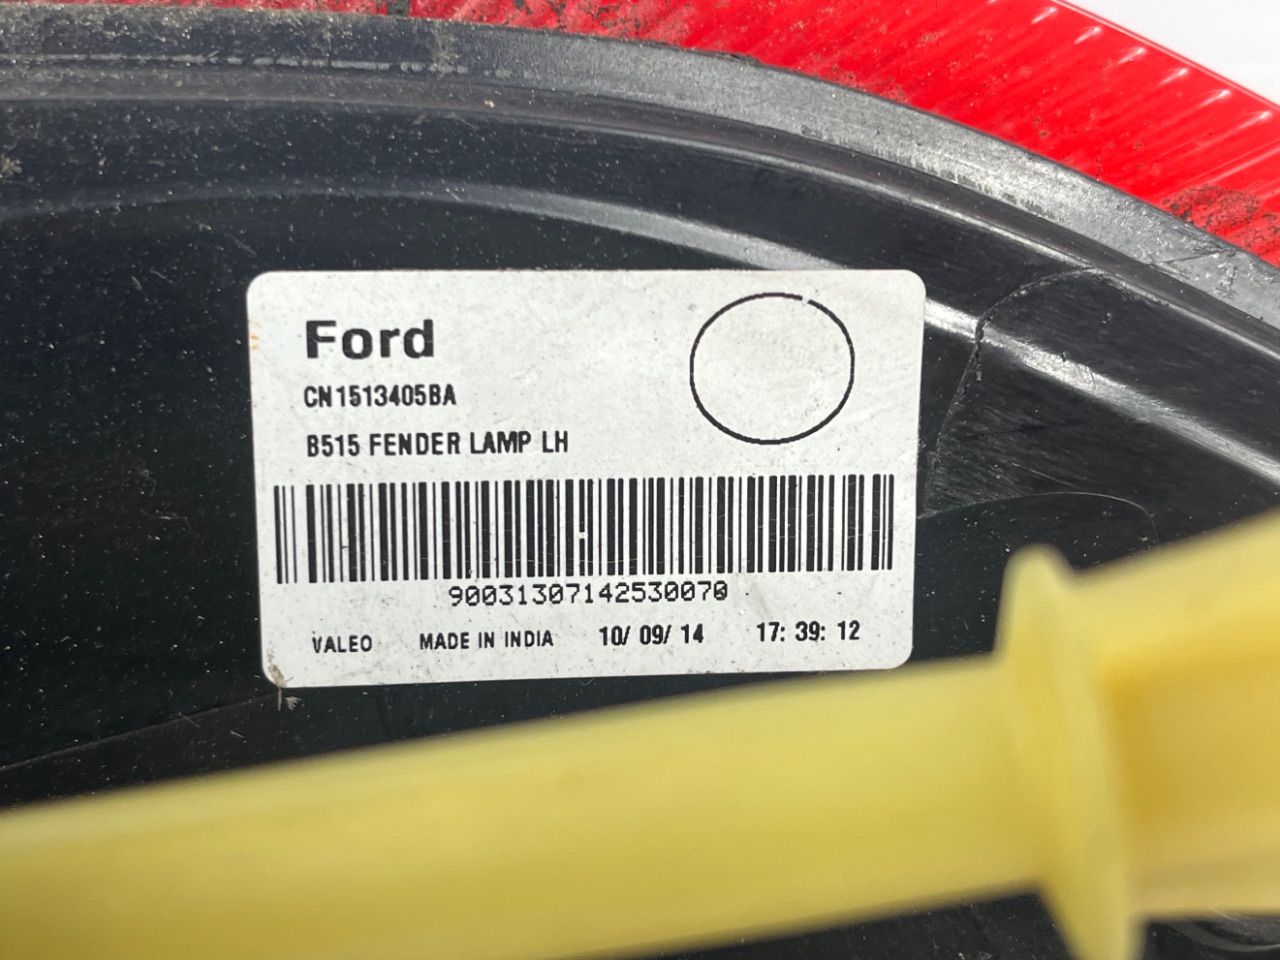 Ford
CN1513405BA
B515 FENDER LAMP LH
90031307142530070
VALEO MADE IN INDIA 10/ 09/ 14 17: 39: 12